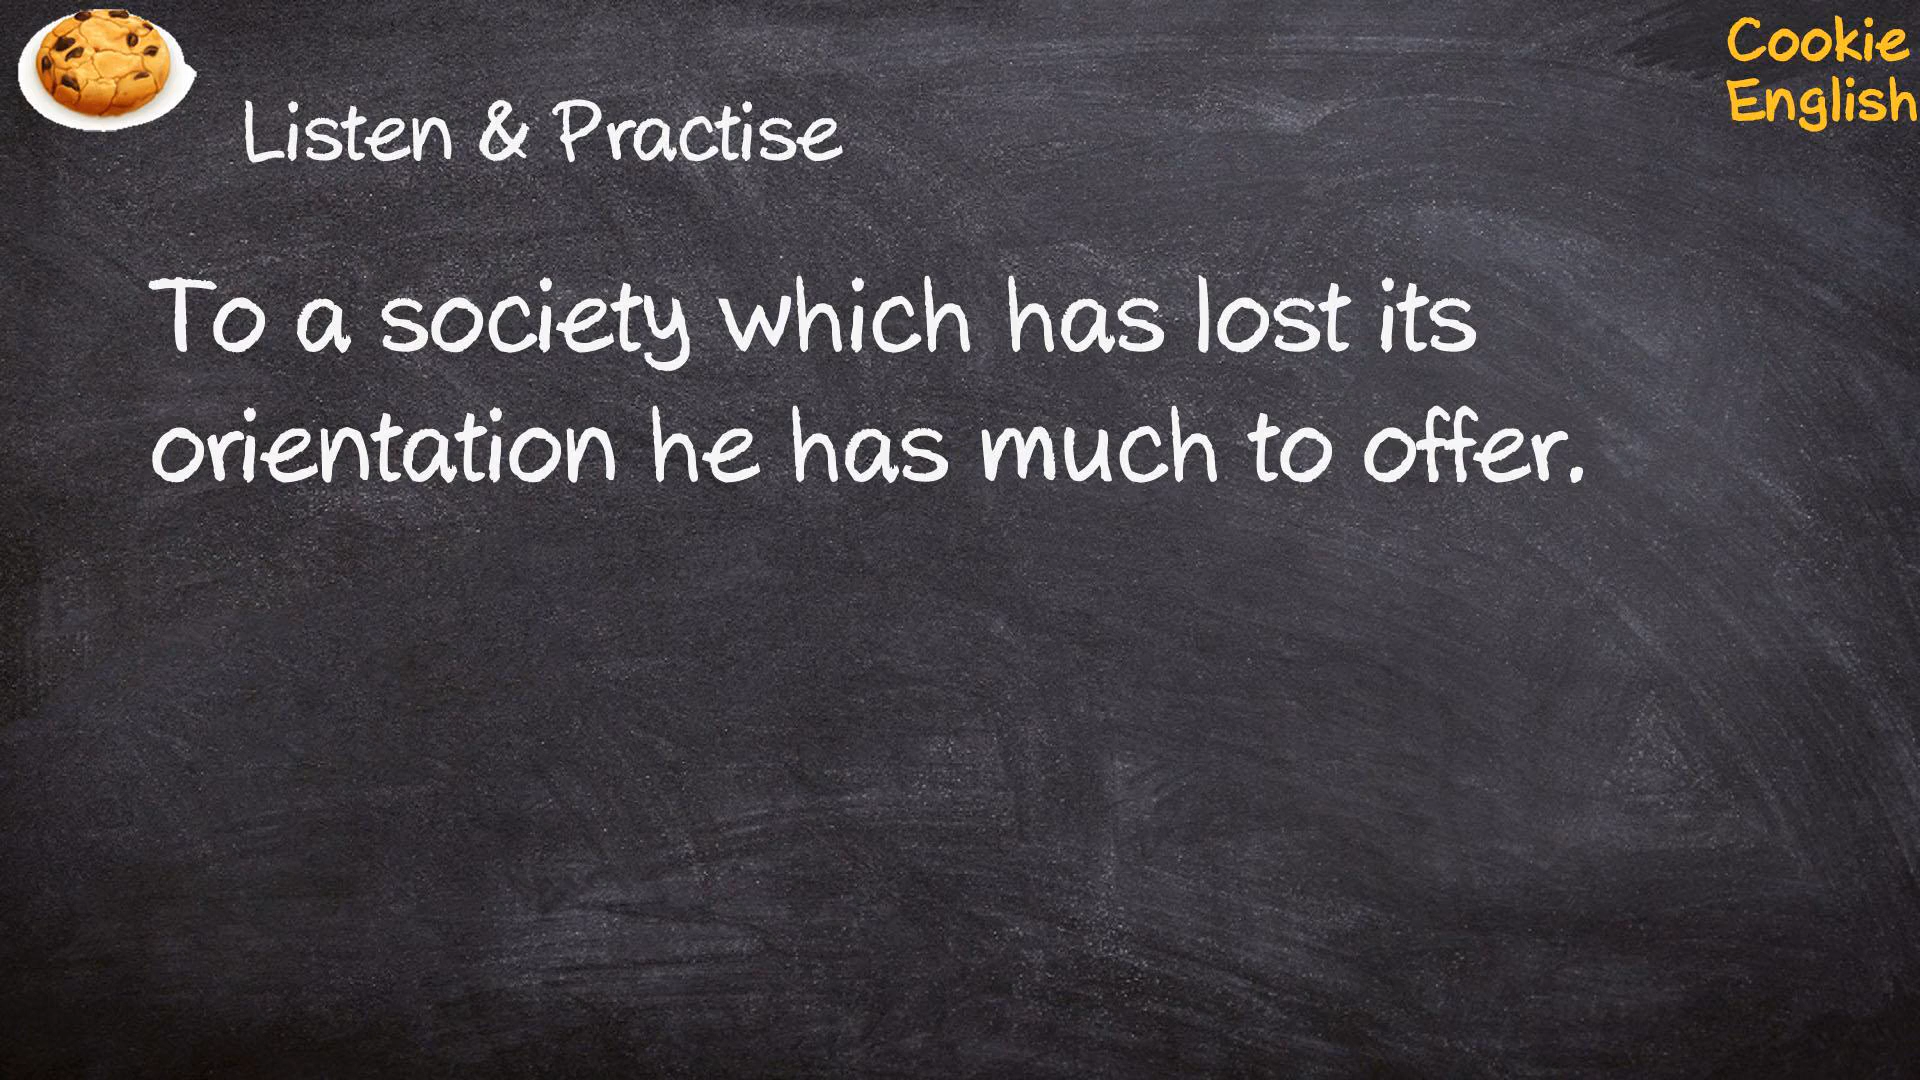 Cookie
English
Listen & Practise
To a society which has lost its
orientation he has much to offer.